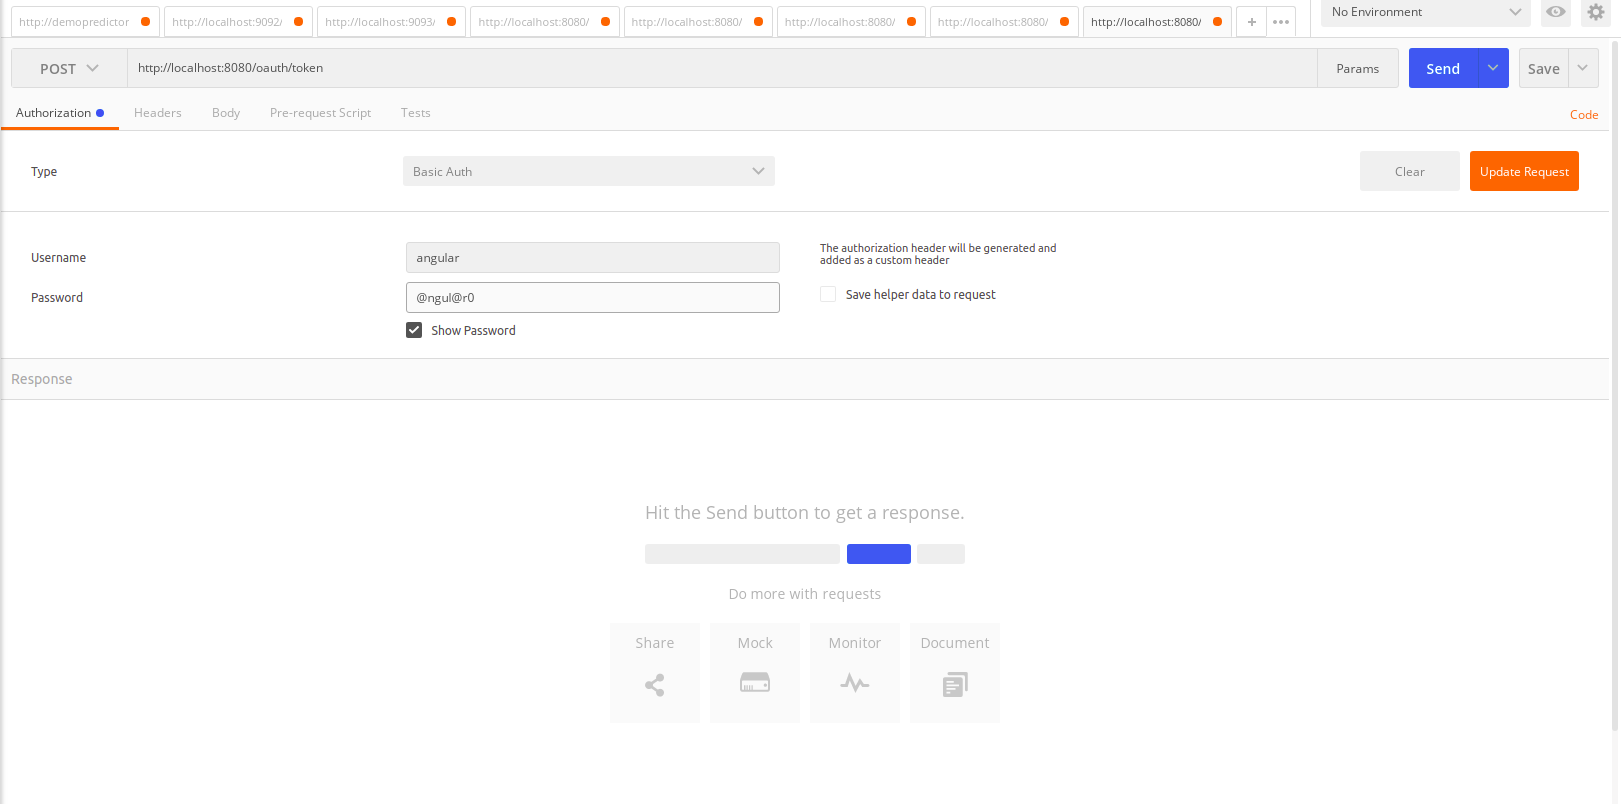 http://demopredictor
http://localhost:9092/
http://localhost:9093/
http://localhost:8080/
http://localhost:8080/
http://localhost:8080/
http://localhost:8080/
http://localhost:8080/
No Environment
POST
http://localhost:8080/oauth/token
Params
Send
Save
Authorization
Headers
Body
Pre-request Script
Tests
Code
Type
Basic Auth
Clear
Update Request
Username
angular
The authorization header will be generated and
added as a custom header
Password
@ngul@r0
Save helper data to request
Show Password
Response
Hit the Send button to get a response.
Do more with requests
Share
Mock
Monitor
Document